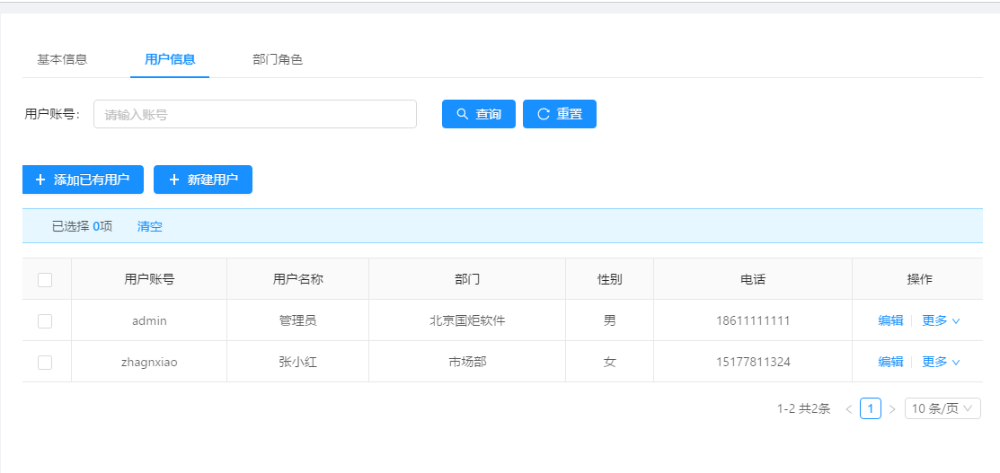 基本信息 用户信息 部门角色
用户账号： 请输入账号 查询 重置
添加已有用户 新建用户
已选择 0项 清空
用户账号 用户名称 部门 性别 电话 操作
admin 管理员 北京国炬软件 男 18611111111 编辑 更多
zhagnxiao 张小红 市场部 女 15177811324 编辑 更多
1-2 共2条 1 10 条/页